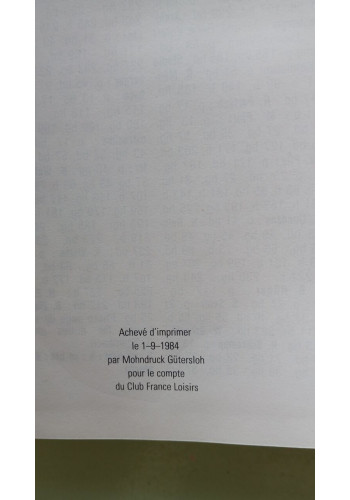 Achevé d'imprimer
le 1–9–1984
par Mohndruck Gütersloh
pour le compte
du Club France Loisirs